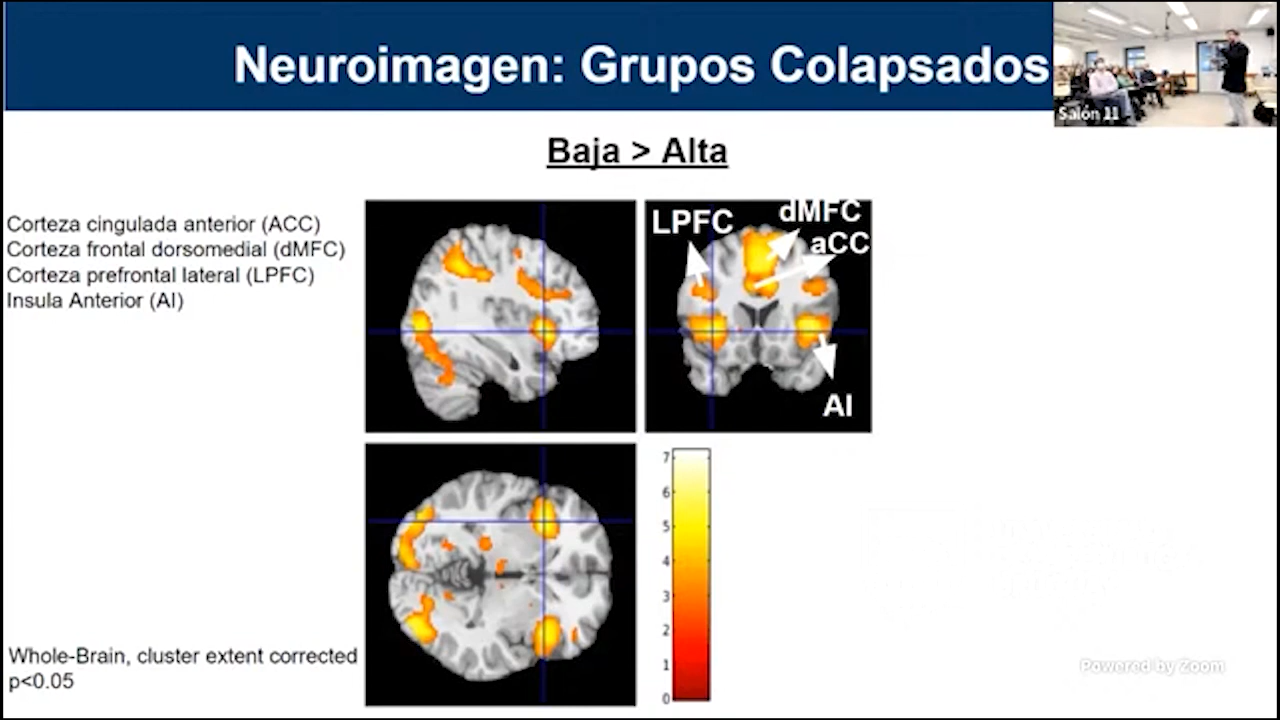 Neuroimagen: Grupos Colapsados
Salón 11
Baja > Alta
Corteza cingulada anterior (ACC)
Corteza frontal dorsomedial (dMFC)
Corteza prefrontal lateral (LPFC)
Insula Anterior (AI)
LPFC
dMFC
aCC
AI
7
6
5
4
3
2
1
0
Whole-Brain, cluster extent corrected
p<0.05
Powered by Zoom